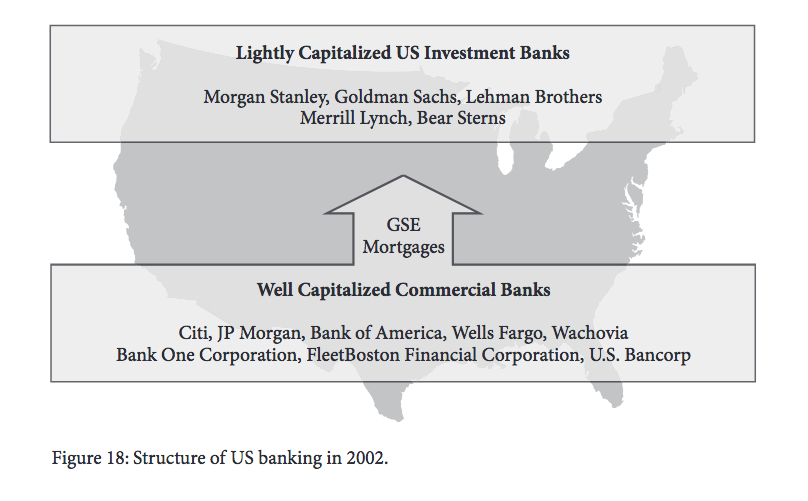 Lightly Capitalized US Investment Banks
Morgan Stanley, Goldman Sachs, Lehman Brothers
Merrill Lynch, Bear Sterns
GSE
Mortgages
Well Capitalized Commercial Banks
Citi, JP Morgan, Bank of America, Wells Fargo, Wachovia
Bank One Corporation, FleetBoston Financial Corporation, U.S. Bancorp
Figure 18: Structure of US banking in 2002.